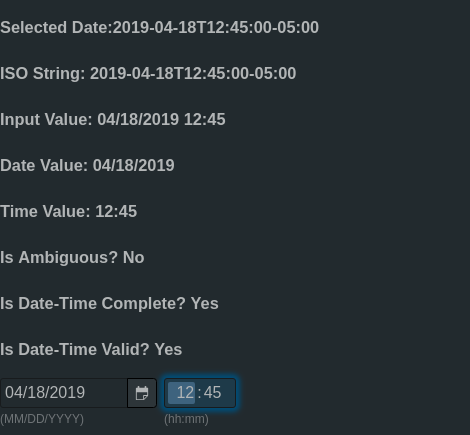 Selected Date:2019-04-18T12:45:00-05:00
ISO String: 2019-04-18T12:45:00-05:00
Input Value: 04/18/2019 12:45
Date Value: 04/18/2019
Time Value: 12:45
Is Ambiguous? No
Is Date-Time Complete? Yes
Is Date-Time Valid? Yes
04/18/2019 12:45
(MM/DD/YYYY) (hh:mm)